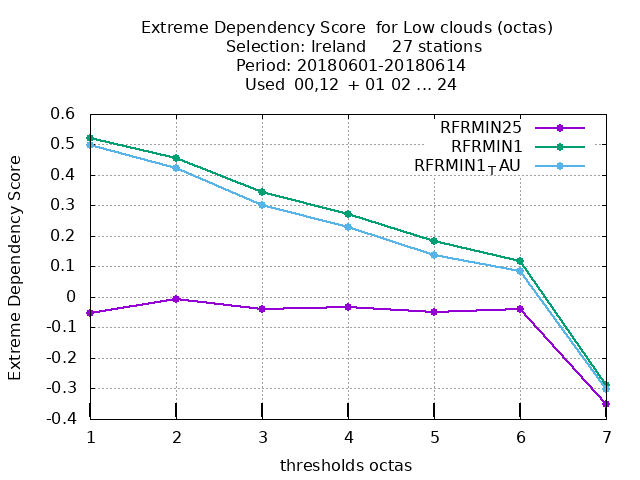 Extreme Dependency Score  for Low clouds (octas)
Selection: Ireland     27 stations
Period: 20180601-20180614
Used  00,12  + 01 02 ... 24
RFRMIN25
RFRMIN1
RFRMIN1TAU
Extreme Dependency Score
0.6
0.5
0.4
0.3
0.2
0.1
0
-0.1
-0.2
-0.3
-0.4
1 2 3 4 5 6 7
thresholds octas